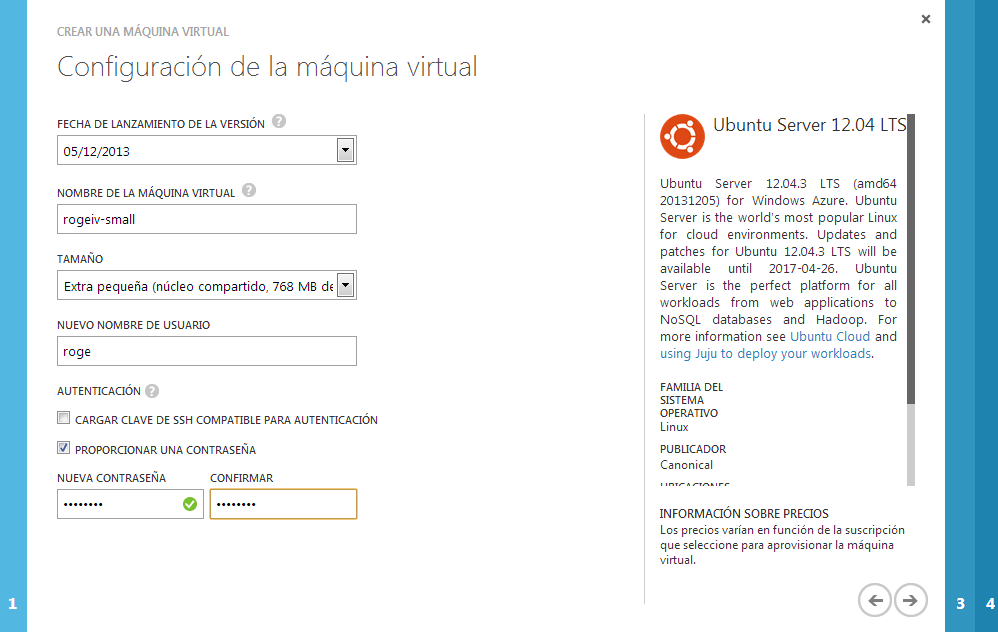 CREAR UNA MÁQUINA VIRTUAL
Configuración de la máquina virtual
FECHA DE LANZAMIENTO DE LA VERSIÓN ?
05/12/2013
NOMBRE DE LA MÁQUINA VIRTUAL ?
rogeiv-small
TAMAÑO
Extra pequeña (núcleo compartido, 768 MB de
NUEVO NOMBRE DE USUARIO
roge
AUTENTICACIÓN ?
CARGAR CLAVE DE SSH COMPATIBLE PARA AUTENTICACIÓN
PROPORCIONAR UNA CONTRASEÑA
NUEVA CONTRASEÑA CONFIRMAR
•••••••• ••••••••
Ubuntu Server 12.04 LTS
Ubuntu Server 12.04.3 LTS (amd64
20131205) for Windows Azure. Ubuntu
Server is the world's most popular Linux
for cloud environments. Updates and
patches for Ubuntu 12.04.3 LTS will be
available until 2017-04-26. Ubuntu
Server is the perfect platform for all
workloads from web applications to
NoSQL databases and Hadoop. For
more information see Ubuntu Cloud and
using Juju to deploy your workloads.
FAMILIA DEL
SISTEMA
OPERATIVO
Linux
PUBLICADOR
Canonical
UBICACIONES
INFORMACIÓN SOBRE PRECIOS
Los precios varían en función de la suscripción
que seleccione para aprovisionar la máquina
virtual.
1
3
4